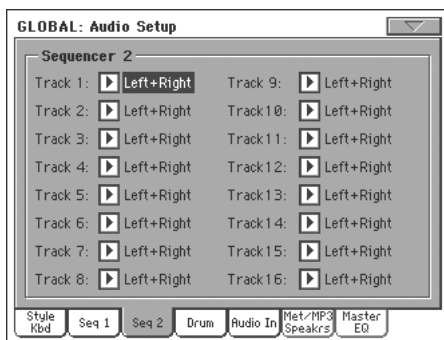 GLOBAL: Audio Setup
Sequencer 2
Track 1: Left+Right Track 9: Left+Right
Track 2: Left+Right Track10: Left+Right
Track 3: Left+Right Track11: Left+Right
Track 4: Left+Right Track12: Left+Right
Track 5: Left+Right Track13: Left+Right
Track 6: Left+Right Track14: Left+Right
Track 7: Left+Right Track15: Left+Right
Track 8: Left+Right Track16: Left+Right
Style Kbd Seq 1 Seq 2 Drum Audio In Met/MP3 Speakrs Master EQ